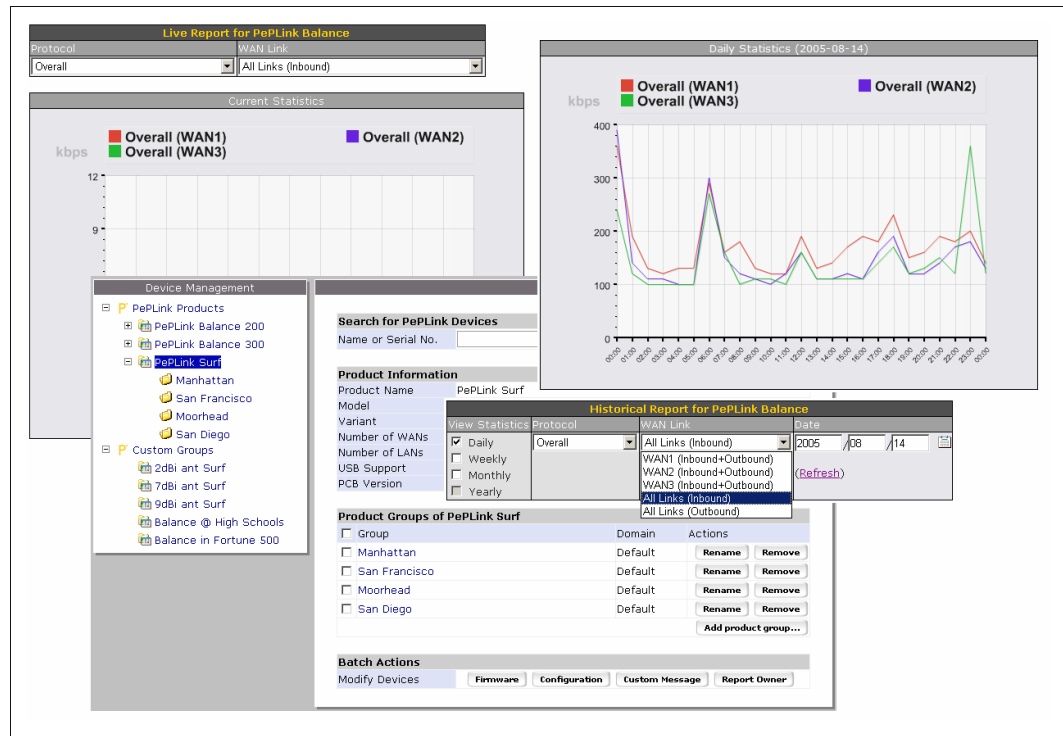 Live Report for PePLink Balance
Protocol WAN Link
Overall All Links (Inbound)
Current Statistics
kbps
Overall (WAN1) Overall (WAN2)
Overall (WAN3)
12
9
Daily Statistics (2005-08-14)
kbps
Overall (WAN1) Overall (WAN2)
Overall (WAN3)
400
300
200
100
0
00:00 01:00 02:00 03:00 04:00 05:00 06:00 07:00 08:00 09:00 10:00 11:00 12:00 13:00 14:00 15:00 16:00 17:00 18:00 19:00 20:00 21:00 22:00 23:00 00:00
Device Management
PePLink Products
PePLink Balance 200
PePLink Balance 300
PePLink Surf
Manhattan
San Francisco
Moorhead
San Diego
Custom Groups
2dBi ant Surf
7dBi ant Surf
9dBi ant Surf
Balance @ High Schools
Balance in Fortune 500
Search for PePLink Devices
Name or Serial No.
Product Information
Product Name PePLink Surf
Model
Variant
Number of WANs
Number of LANs
USB Support
PCB Version
Historical Report for PePLink Balance
View Statistics Protocol WAN Link Date
Daily Overall All Links (Inbound) 2005 /08 /14
Weekly
Monthly
Yearly
WAN1 (Inbound+Outbound)
WAN2 (Inbound+Outbound)
WAN3 (Inbound+Outbound)
All Links (Inbound)
All Links (Outbound)
(Refresh)
Product Groups of PePLink Surf
Group Domain Actions
Manhattan Default Rename Remove
San Francisco Default Rename Remove
Moorhead Default Rename Remove
San Diego Default Rename Remove
Add product group...
Batch Actions
Modify Devices Firmware Configuration Custom Message Report Owner